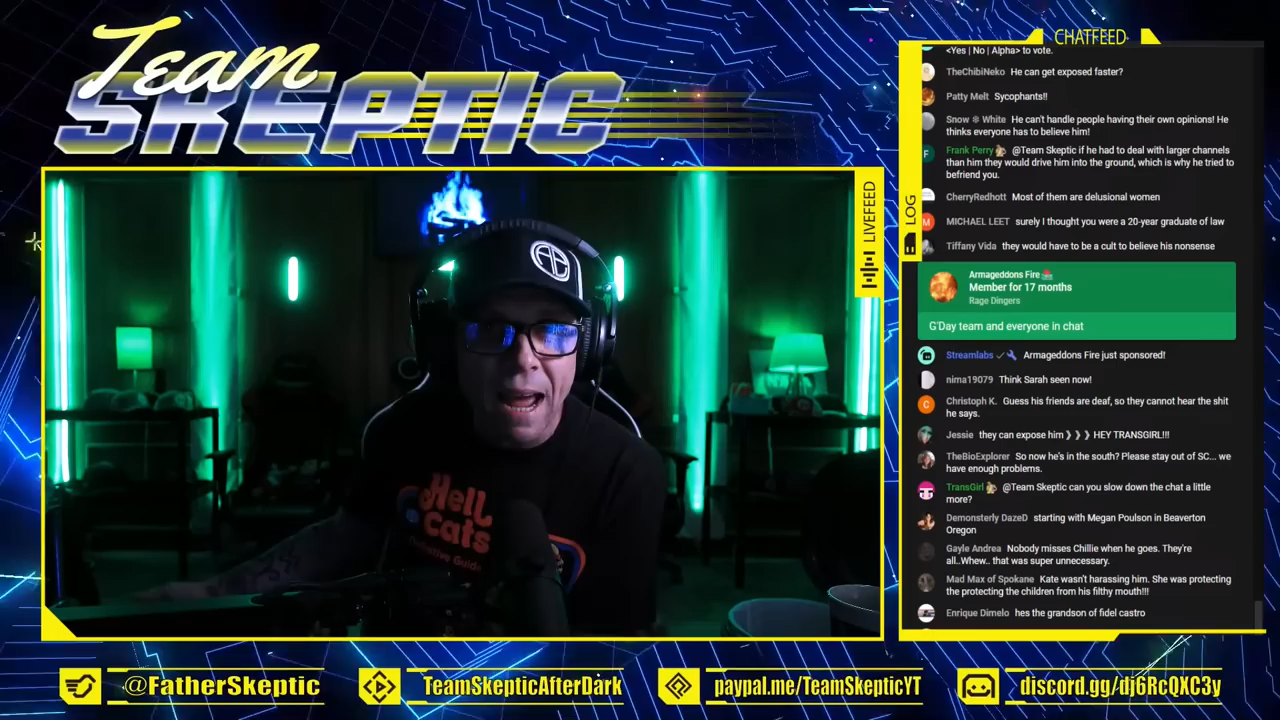 Team
SKEPTIC
LIVEFEED
Hell
Cats
CHATFEED
LOG
<Yes | No | Alpha> to vote.
TheChibiNeko He can get exposed faster?
Patty Melt Sycophants!!
Snow ❄ White He can't handle people having their own opinions! He
thinks everyone has to believe him!
Frank Perry @Team Skeptic if he had to deal with larger channels
than him they would drive him into the ground, which is why he tried to
befriend you.
CherryRedhott Most of them are delusional women
MICHAEL LEET surely I thought you were a 20-year graduate of law
Tiffany Vida they would have to be a cult to believe his nonsense
Armageddons Fire
Member for 17 months
Rage Dingers
G'Day team and everyone in chat
Streamlabs Armageddons Fire just sponsored!
nima19079 Think Sarah seen now!
Christoph K. Guess his friends are deaf, so they cannot hear the shit
he says.
Jessie they can expose him❱❱❱HEY TRANSGIRL!!!
TheBioExplorer So now he's in the south? Please stay out of SC... we
have enough problems.
TransGirl @Team Skeptic can you slow down the chat a little
more?
Demonsterly DazeD starting with Megan Poulson in Beaverton
Oregon
Gayle Andrea Nobody misses Chillie when he goes. They're
all..Whew.. that was super unnecessary.
Mad Max of Spokane Kate wasn't harassing him. She was protecting
the protecting the children from his filthy mouth!!!
Enrique Dimelo hes the grandson of fidel castro
@FatherSkeptic
TeamSkepticAfterDark
paypal.me/TeamSkepticYT
discord.gg/dj6RcQXC3v